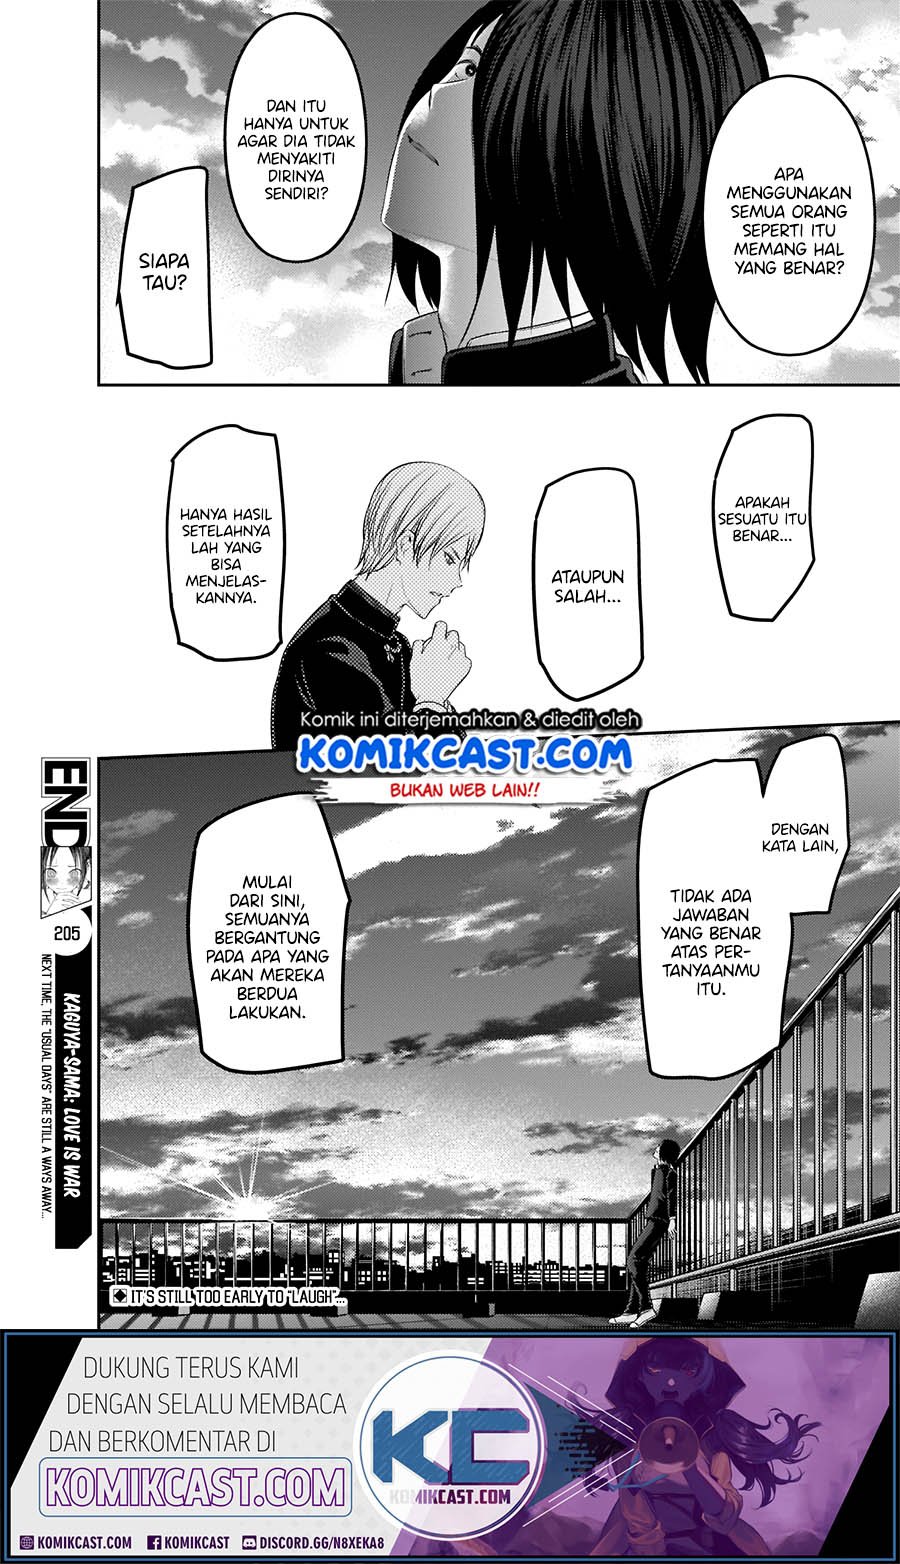 APA
MENGGUNAKAN
SEMUA ORANG
SEPERTI ITU
MEMANG HAL
YANG BENAR?
DAN ITU
HANYA UNTUK
AGAR DIA TIDAK
MENYAKITI
DIRINYA
SENDIRI?
SIAPA
TAU?
APAKAH
SESUATU ITU
BENAR...
ATAUPUN
SALAH...
HANYA HASIL
SETELAHNYA
LAH YANG
BISA
MENJELAS-
KANNYA.
Komik ini diterjemahkan & diedit oleh
KOMIKCAST.COM
BUKAN WEB LAIN!!
DENGAN
KATA LAIN,
TIDAK ADA
JAWABAN
YANG BENAR
ATAS PER-
TANYAANMU
ITU.
MULAI
DARI SINI,
SEMUANYA
BERGANTUNG
PADA APA YANG
AKAN MEREKA
BERDUA
LAKUKAN.
END
205
KAGUYA-SAMA: LOVE IS WAR
NEXT TIME, THE "USUAL DAYS" ARE STILL A WAYS AWAY...
IT'S STILL TOO EARLY TO "LAUGH"...
DUKUNG TERUS KAMI
DENGAN SELALU MEMBACA
DAN BERKOMENTAR DI
KOMIKCAST.COM
KC
KOMIKCAST.COM
KOMIKCAST.COM
KOMIKCAST
DISCORD.GG/N8XEKA8